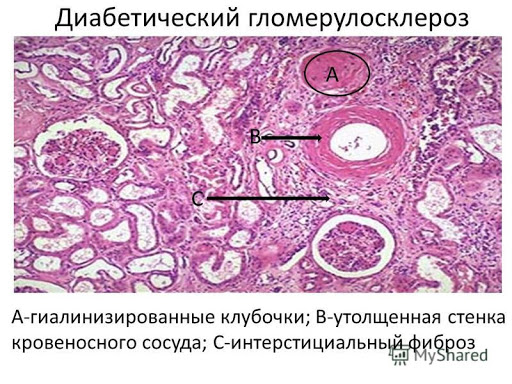 Диабетический гломерулосклероз
A
B
C
А-гиалинизированные клубочки; В-утолщенная стенка
кровеносного сосуда; С-интерстициальный фиброз
MyShared